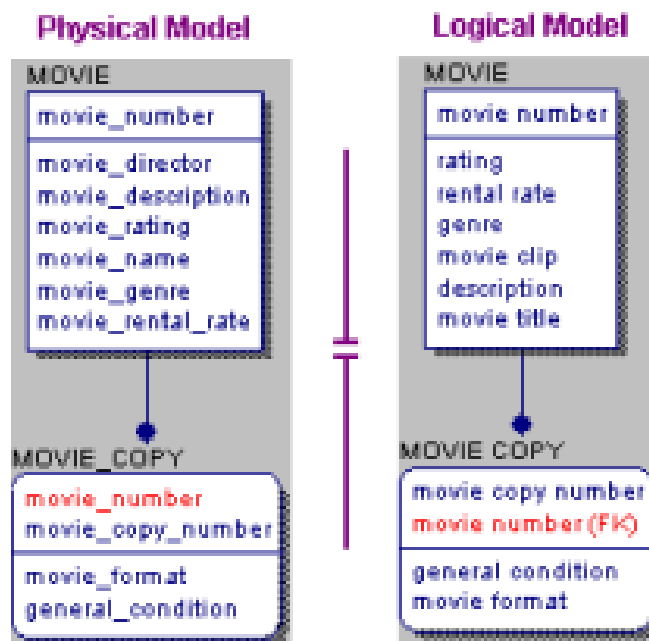 Physical Model
MOVIE
movie_number
movie_director
movie_description
movie_rating
movie_name
movie_genre
movie_rental_rate
MOVIE_COPY
movie_number
movie_copy_number
movie_format
general_condition
Logical Model
MOVIE
movie number
rating
rental rate
genre
movie clip
description
movie title
MOVIE COPY
movie copy number
movie number (FK)
general condition
movie format